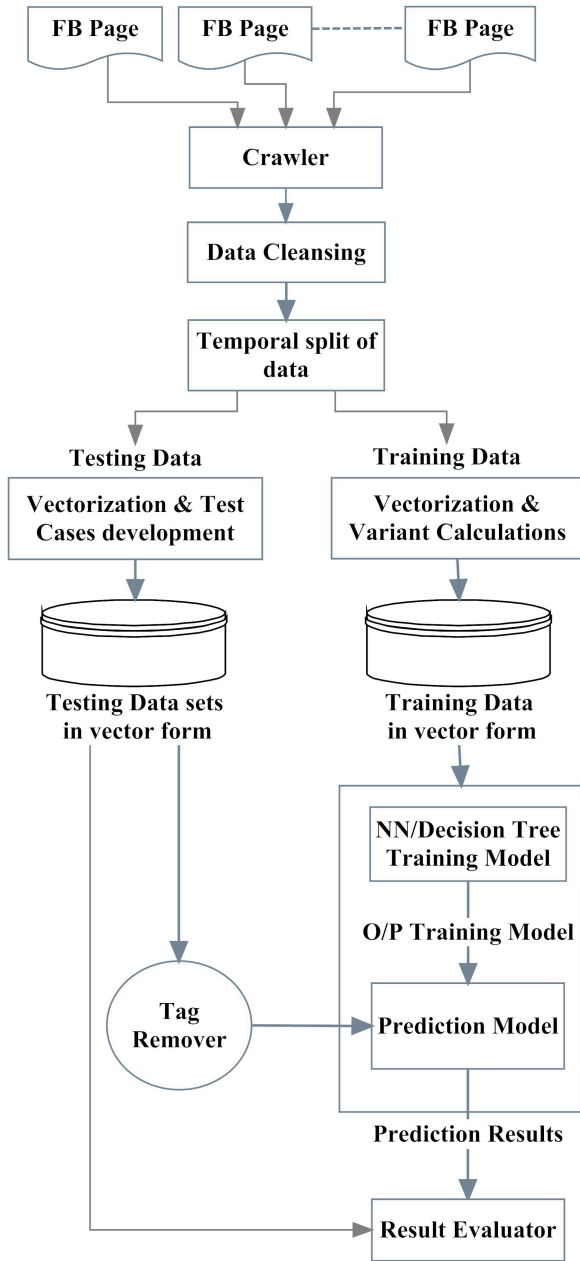 FB Page
FB Page
FB Page
Crawler
Data Cleansing
Temporal split of
data
Testing Data
Training Data
Vectorization & Test
Cases development
Vectorization &
Variant Calculations
Testing Data sets
in vector form
Training Data
in vector form
NN/Decision Tree
Training Model
O/P Training Model
Tag
Remover
Prediction Model
Prediction Results
Result Evaluator